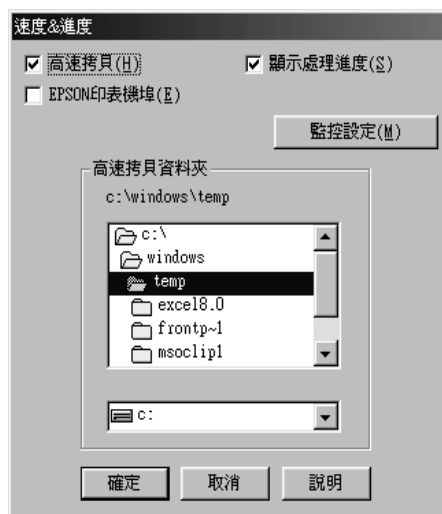 速度&進度
高速拷貝(H) 顯示處理進度(S)
EPSON印表機埠(E)
監控設定(M)
高速拷貝資料夾
c:\windows\temp
c:\
windows
temp
excel8.0
frontp~1
msoclip1
c:
確定 取消 說明